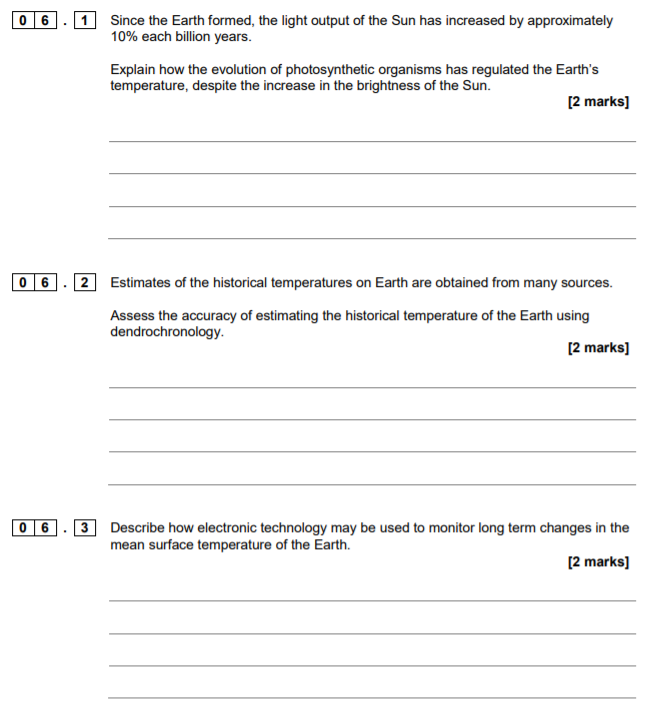 0 6 . 1 Since the Earth formed, the light output of the Sun has increased by approximately
10% each billion years.
Explain how the evolution of photosynthetic organisms has regulated the Earth's
temperature, despite the increase in the brightness of the Sun.
[2 marks]
0 6 . 2 Estimates of the historical temperatures on Earth are obtained from many sources.
Assess the accuracy of estimating the historical temperature of the Earth using
dendrochronology.
[2 marks]
0 6 . 3 Describe how electronic technology may be used to monitor long term changes in the
mean surface temperature of the Earth.
[2 marks]